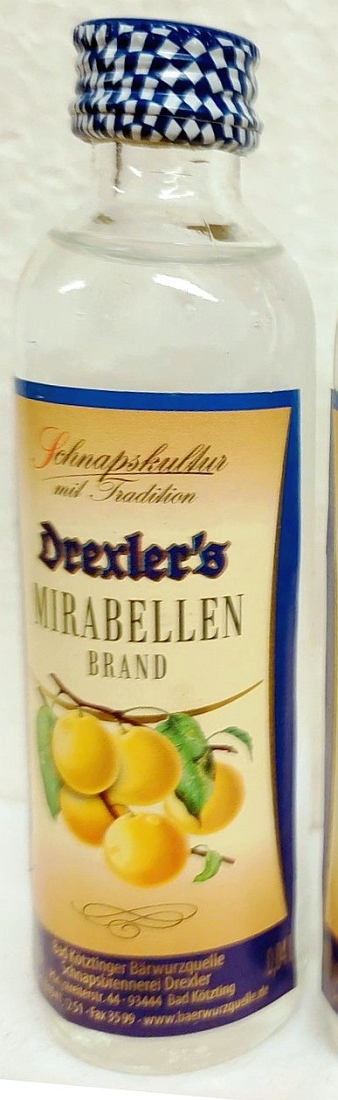 Schnapskultur
mit Tradition
Drexler's
MIRABELLEN
BRAND
Bad Kötztinger Bärwurzquelle
Schnapsbrennerei Drexler
44 · 93444 Bad Kötzting
Fax 3599 · www.baerwurzquelle.de